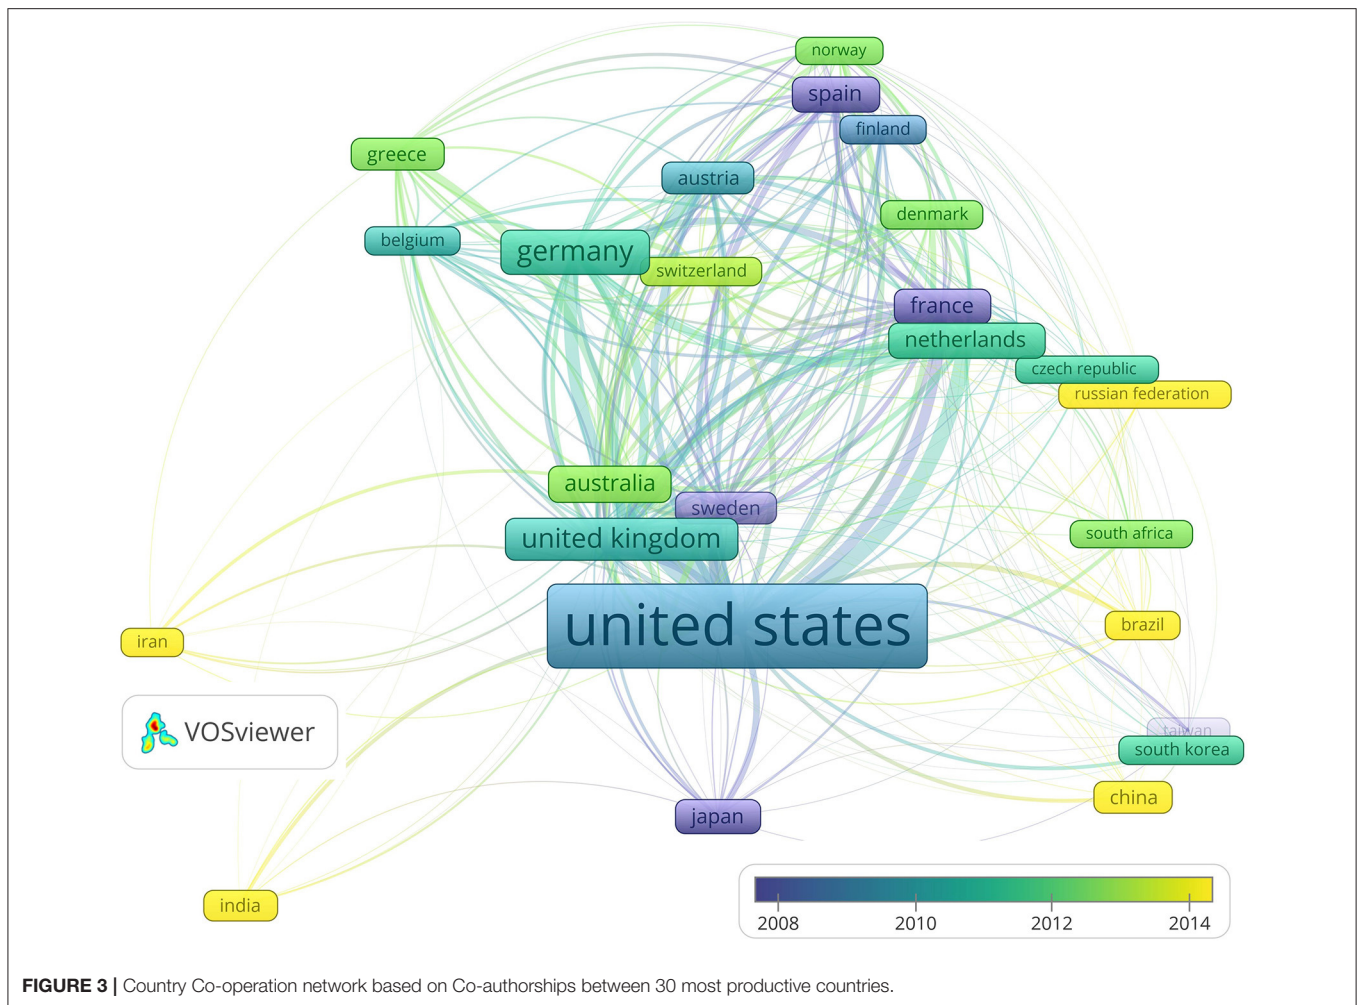 norway
spain
finland
greece
austria
denmark
belgium
germany
switzerland
france
netherlands
czech republic
russian federation
australia
sweden
south africa
united kingdom
united states
brazil
iran
VOSviewer
taiwan
south korea
china
japan
india
2008 2010 2012 2014
FIGURE 3 | Country Co-operation network based on Co-authorships between 30 most productive countries.